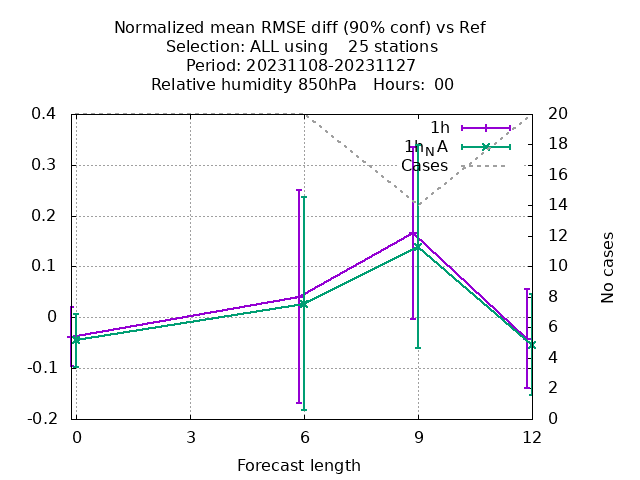 Normalized mean RMSE diff (90% conf) vs Ref
Selection: ALL using    25 stations
Period: 20231108-20231127
Relative humidity 850hPa   Hours:  00
0.4
0.3
0.2
0.1
0
-0.1
-0.2
20
18
16
14
12
10
8
6
4
2
0
No cases
1h
1h_NA
Cases
0 3 6 9 12
Forecast length